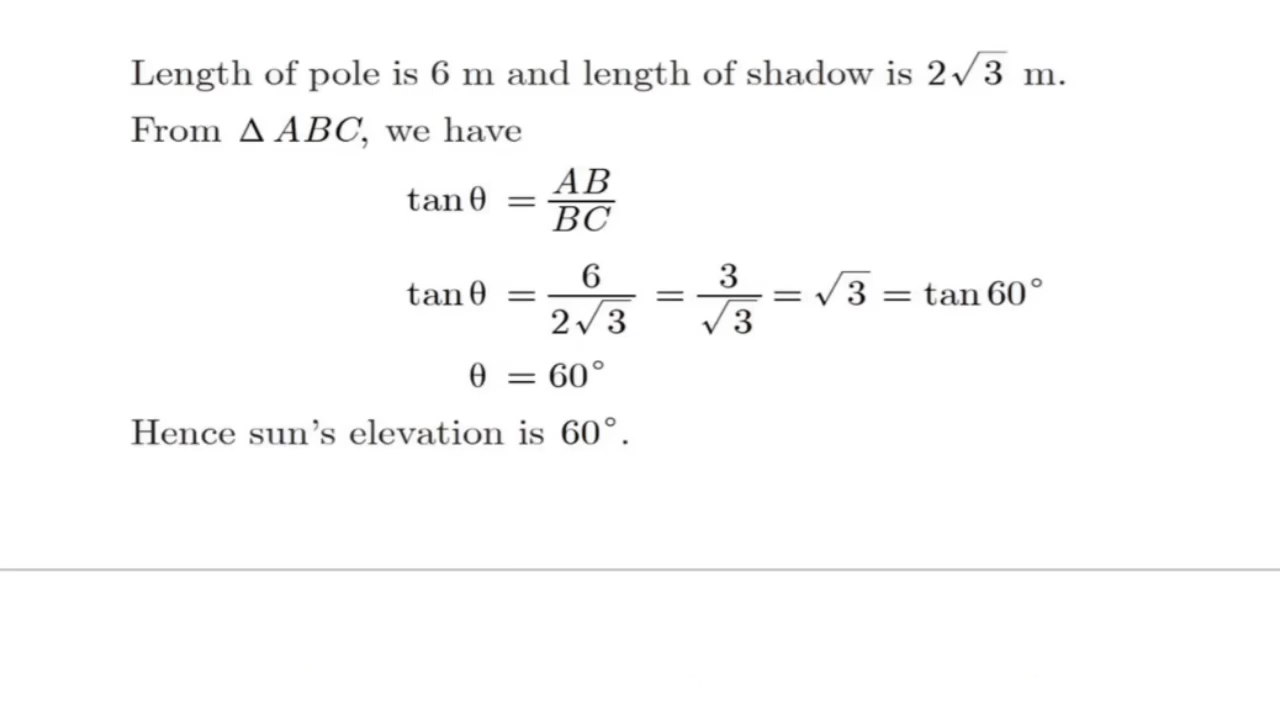 Length of pole is 6 m and length of shadow is 2√3 m.
From Δ ABC, we have
tan θ = AB/BC
tan θ = 6/2√3 = 3/√3 = √3 = tan 60°
θ = 60°
Hence sun's elevation is 60°.